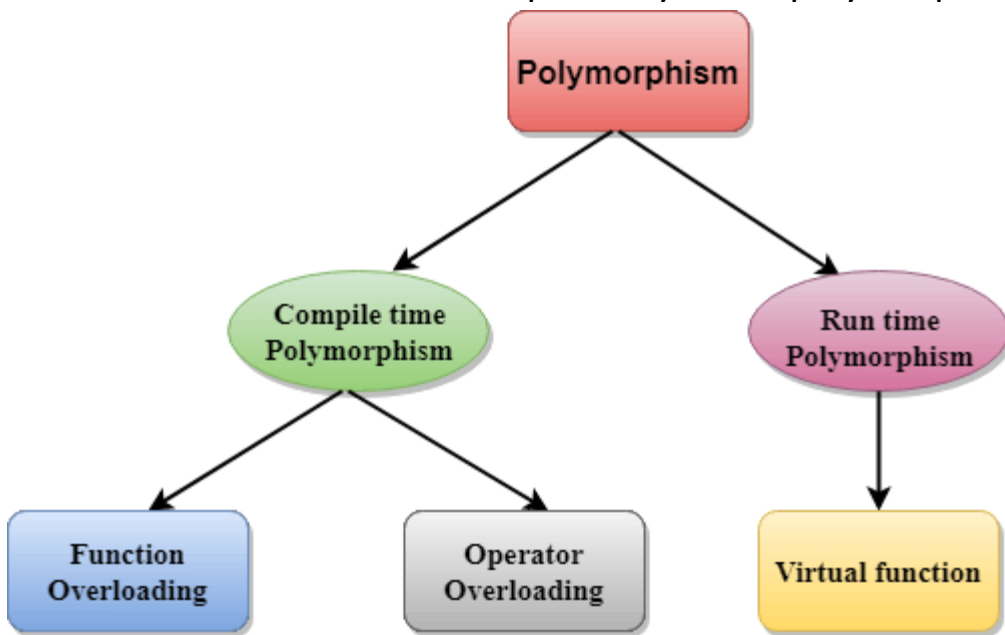 Polymorphism
Compile time
Polymorphism
Run time
Polymorphism
Function
Overloading
Operator
Overloading
Virtual function